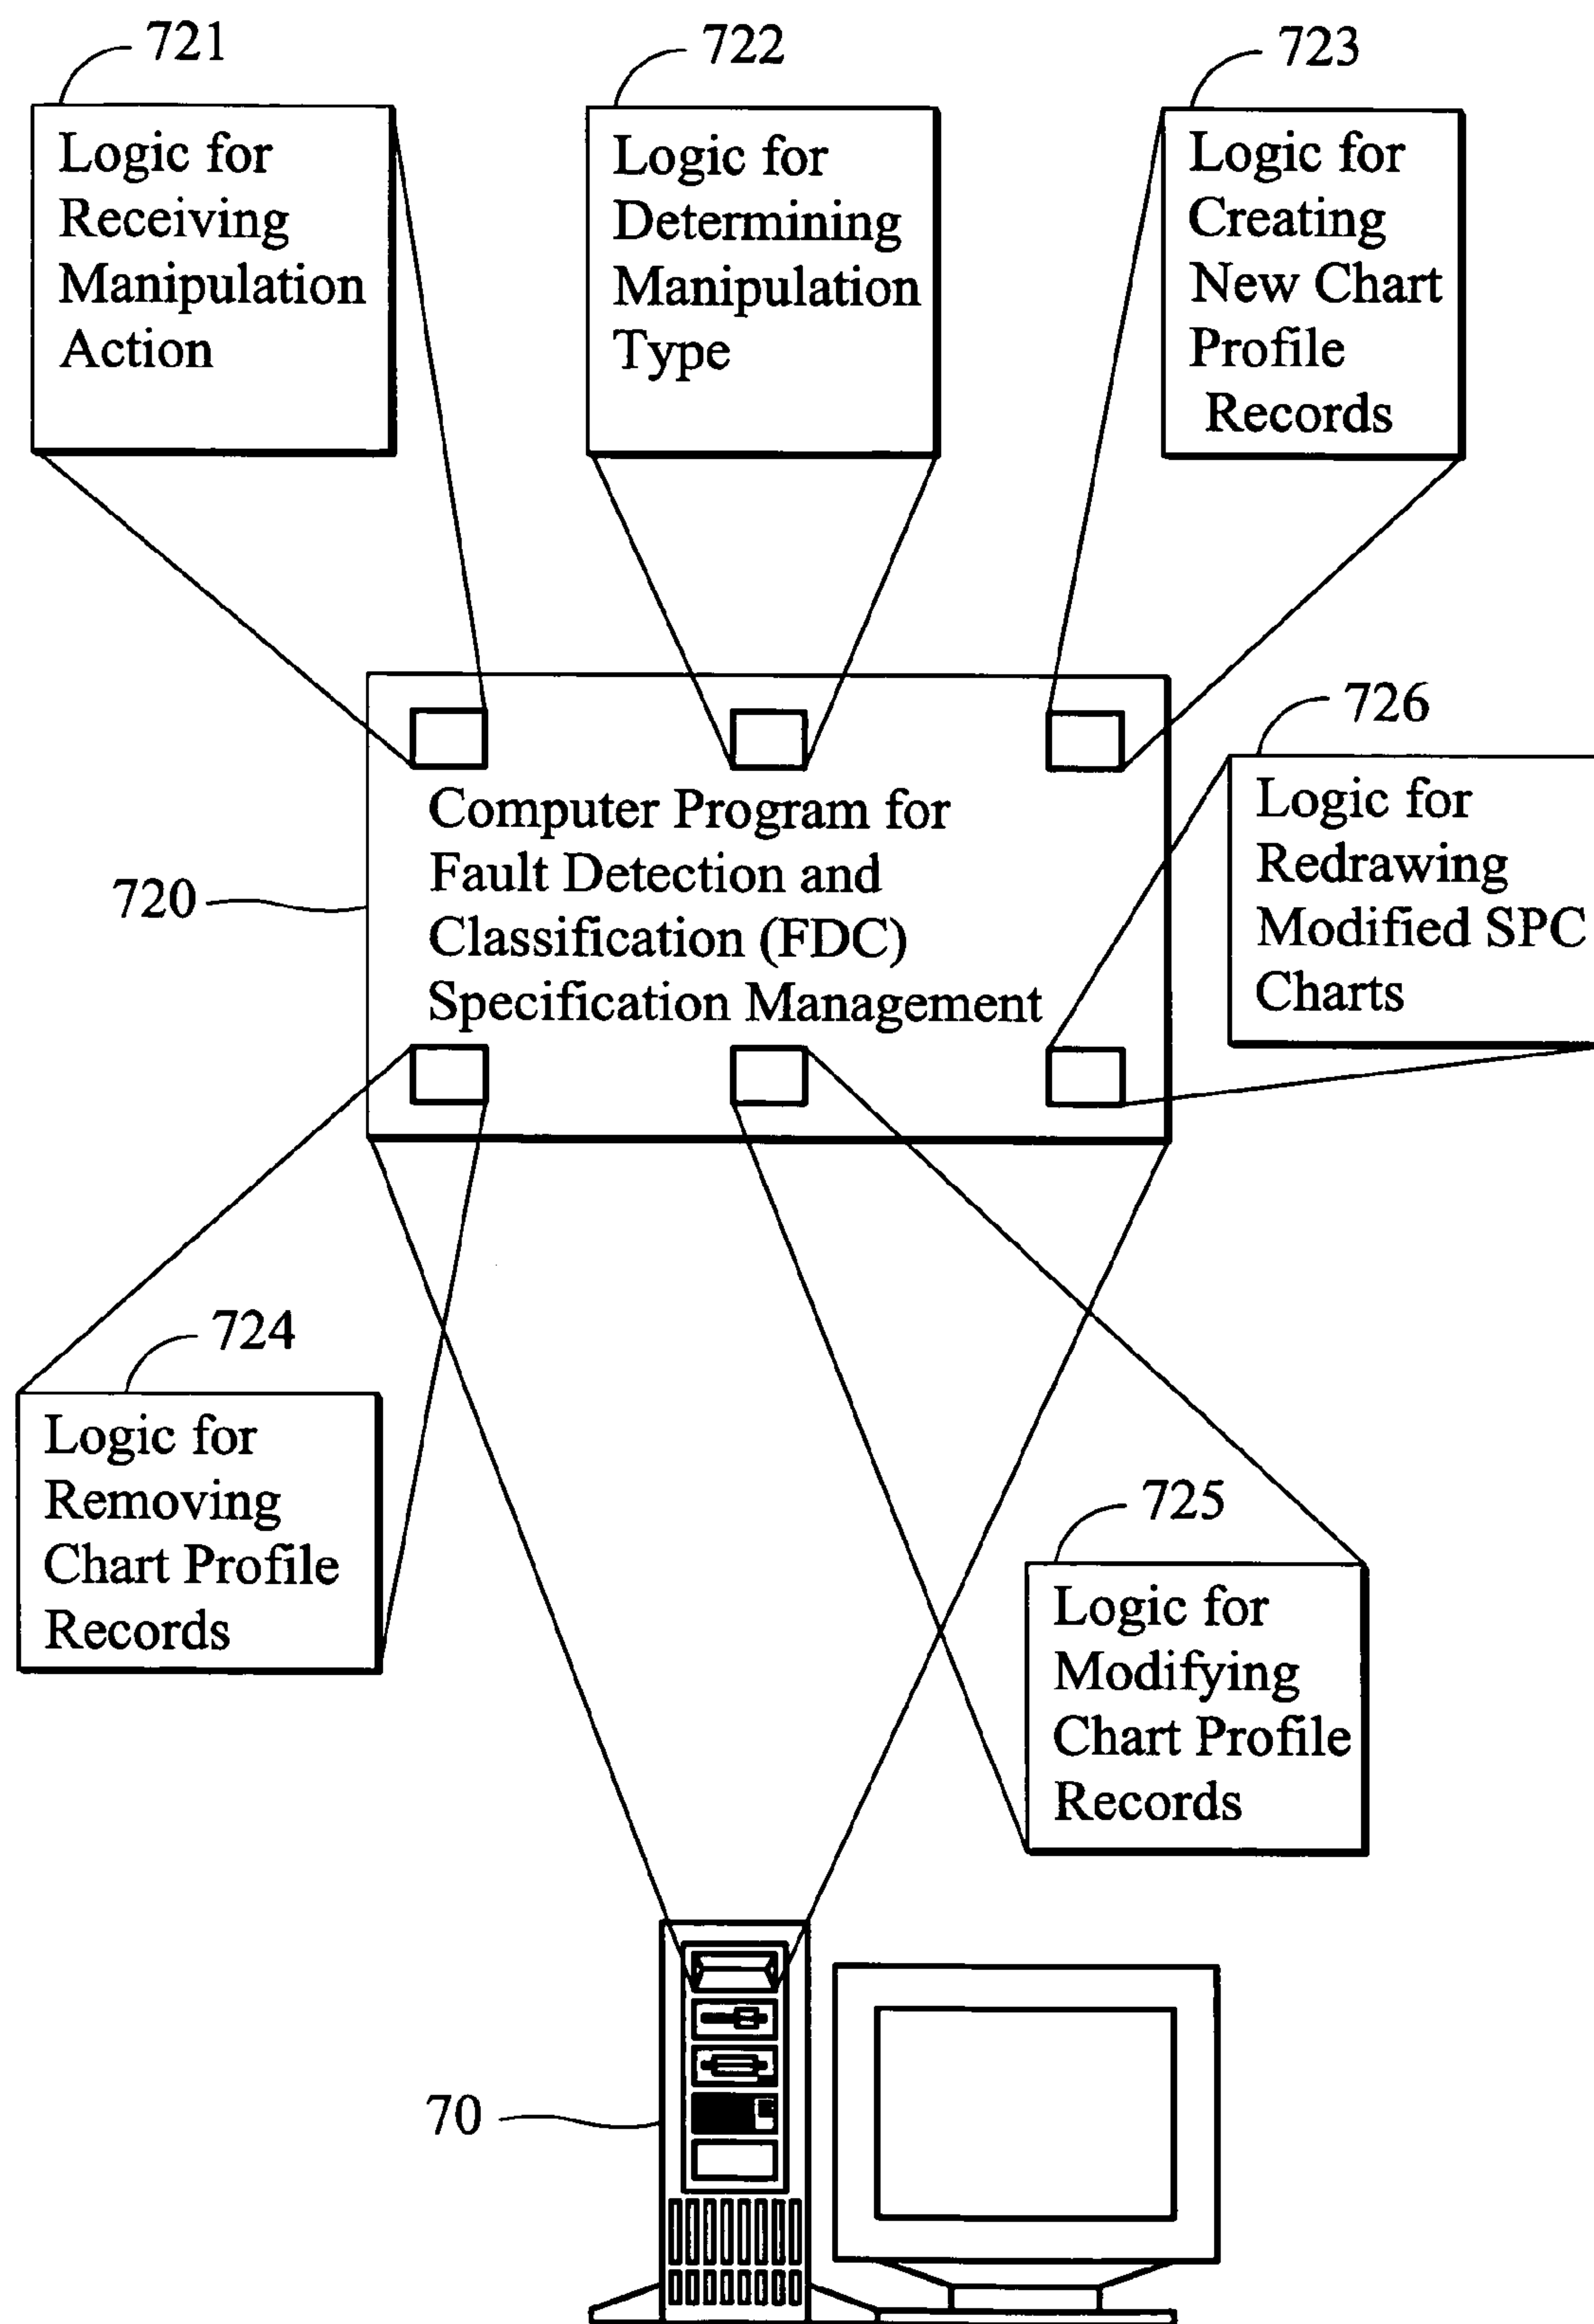 721
Logic for
Receiving
Manipulation
Action
722
Logic for
Determining
Manipulation
Type
723
Logic for
Creating
New Chart
Profile
Records
720
Computer Program for
Fault Detection and
Classification (FDC)
Specification Management
726
Logic for
Redrawing
Modified SPC
Charts
724
Logic for
Removing
Chart Profile
Records
725
Logic for
Modifying
Chart Profile
Records
70